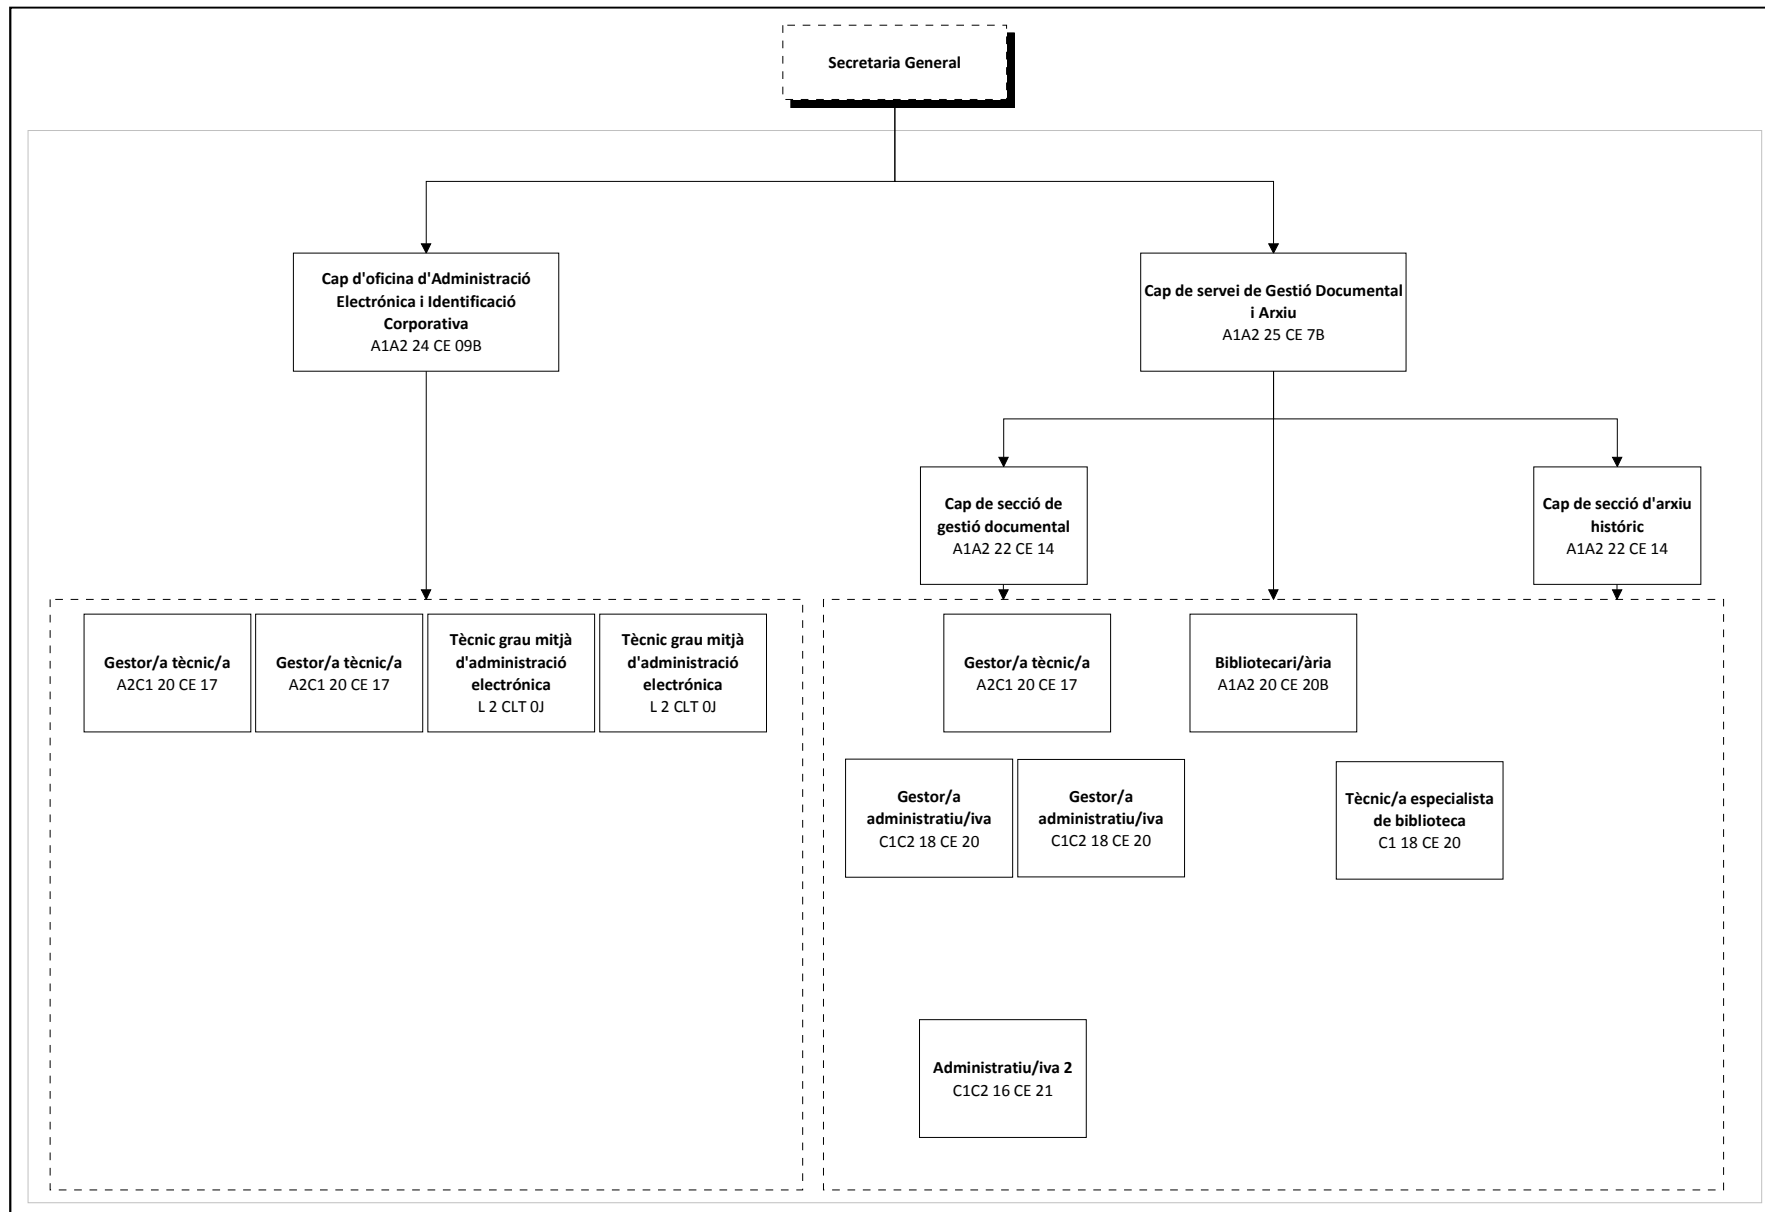 Secretaria General
Cap d'oficina d'Administració
Electrónica i Identificació
Corporativa
A1A2 24 CE 09B
Cap de servei de Gestió Documental
i Arxiu
A1A2 25 CE 7B
Cap de secció de
gestió documental
A1A2 22 CE 14
Cap de secció d'arxiu
históric
A1A2 22 CE 14
Gestor/a tècnic/a
A2C1 20 CE 17
Gestor/a tècnic/a
A2C1 20 CE 17
Tècnic grau mitjà
d'administració
electrónica
L 2 CLT 0J
Tècnic grau mitjà
d'administració
electrónica
L 2 CLT 0J
Gestor/a tècnic/a
A2C1 20 CE 17
Bibliotecari/ària
A1A2 20 CE 20B
Gestor/a
administratiu/iva
C1C2 18 CE 20
Gestor/a
administratiu/iva
C1C2 18 CE 20
Tècnic/a especialista
de biblioteca
C1 18 CE 20
Administratiu/iva 2
C1C2 16 CE 21